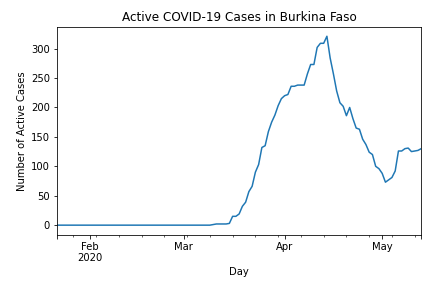 Active COVID-19 Cases in Burkina Faso
Number of Active Cases
300
250
200
150
100
50
0
Feb
2020
Mar
Apr
May
Day